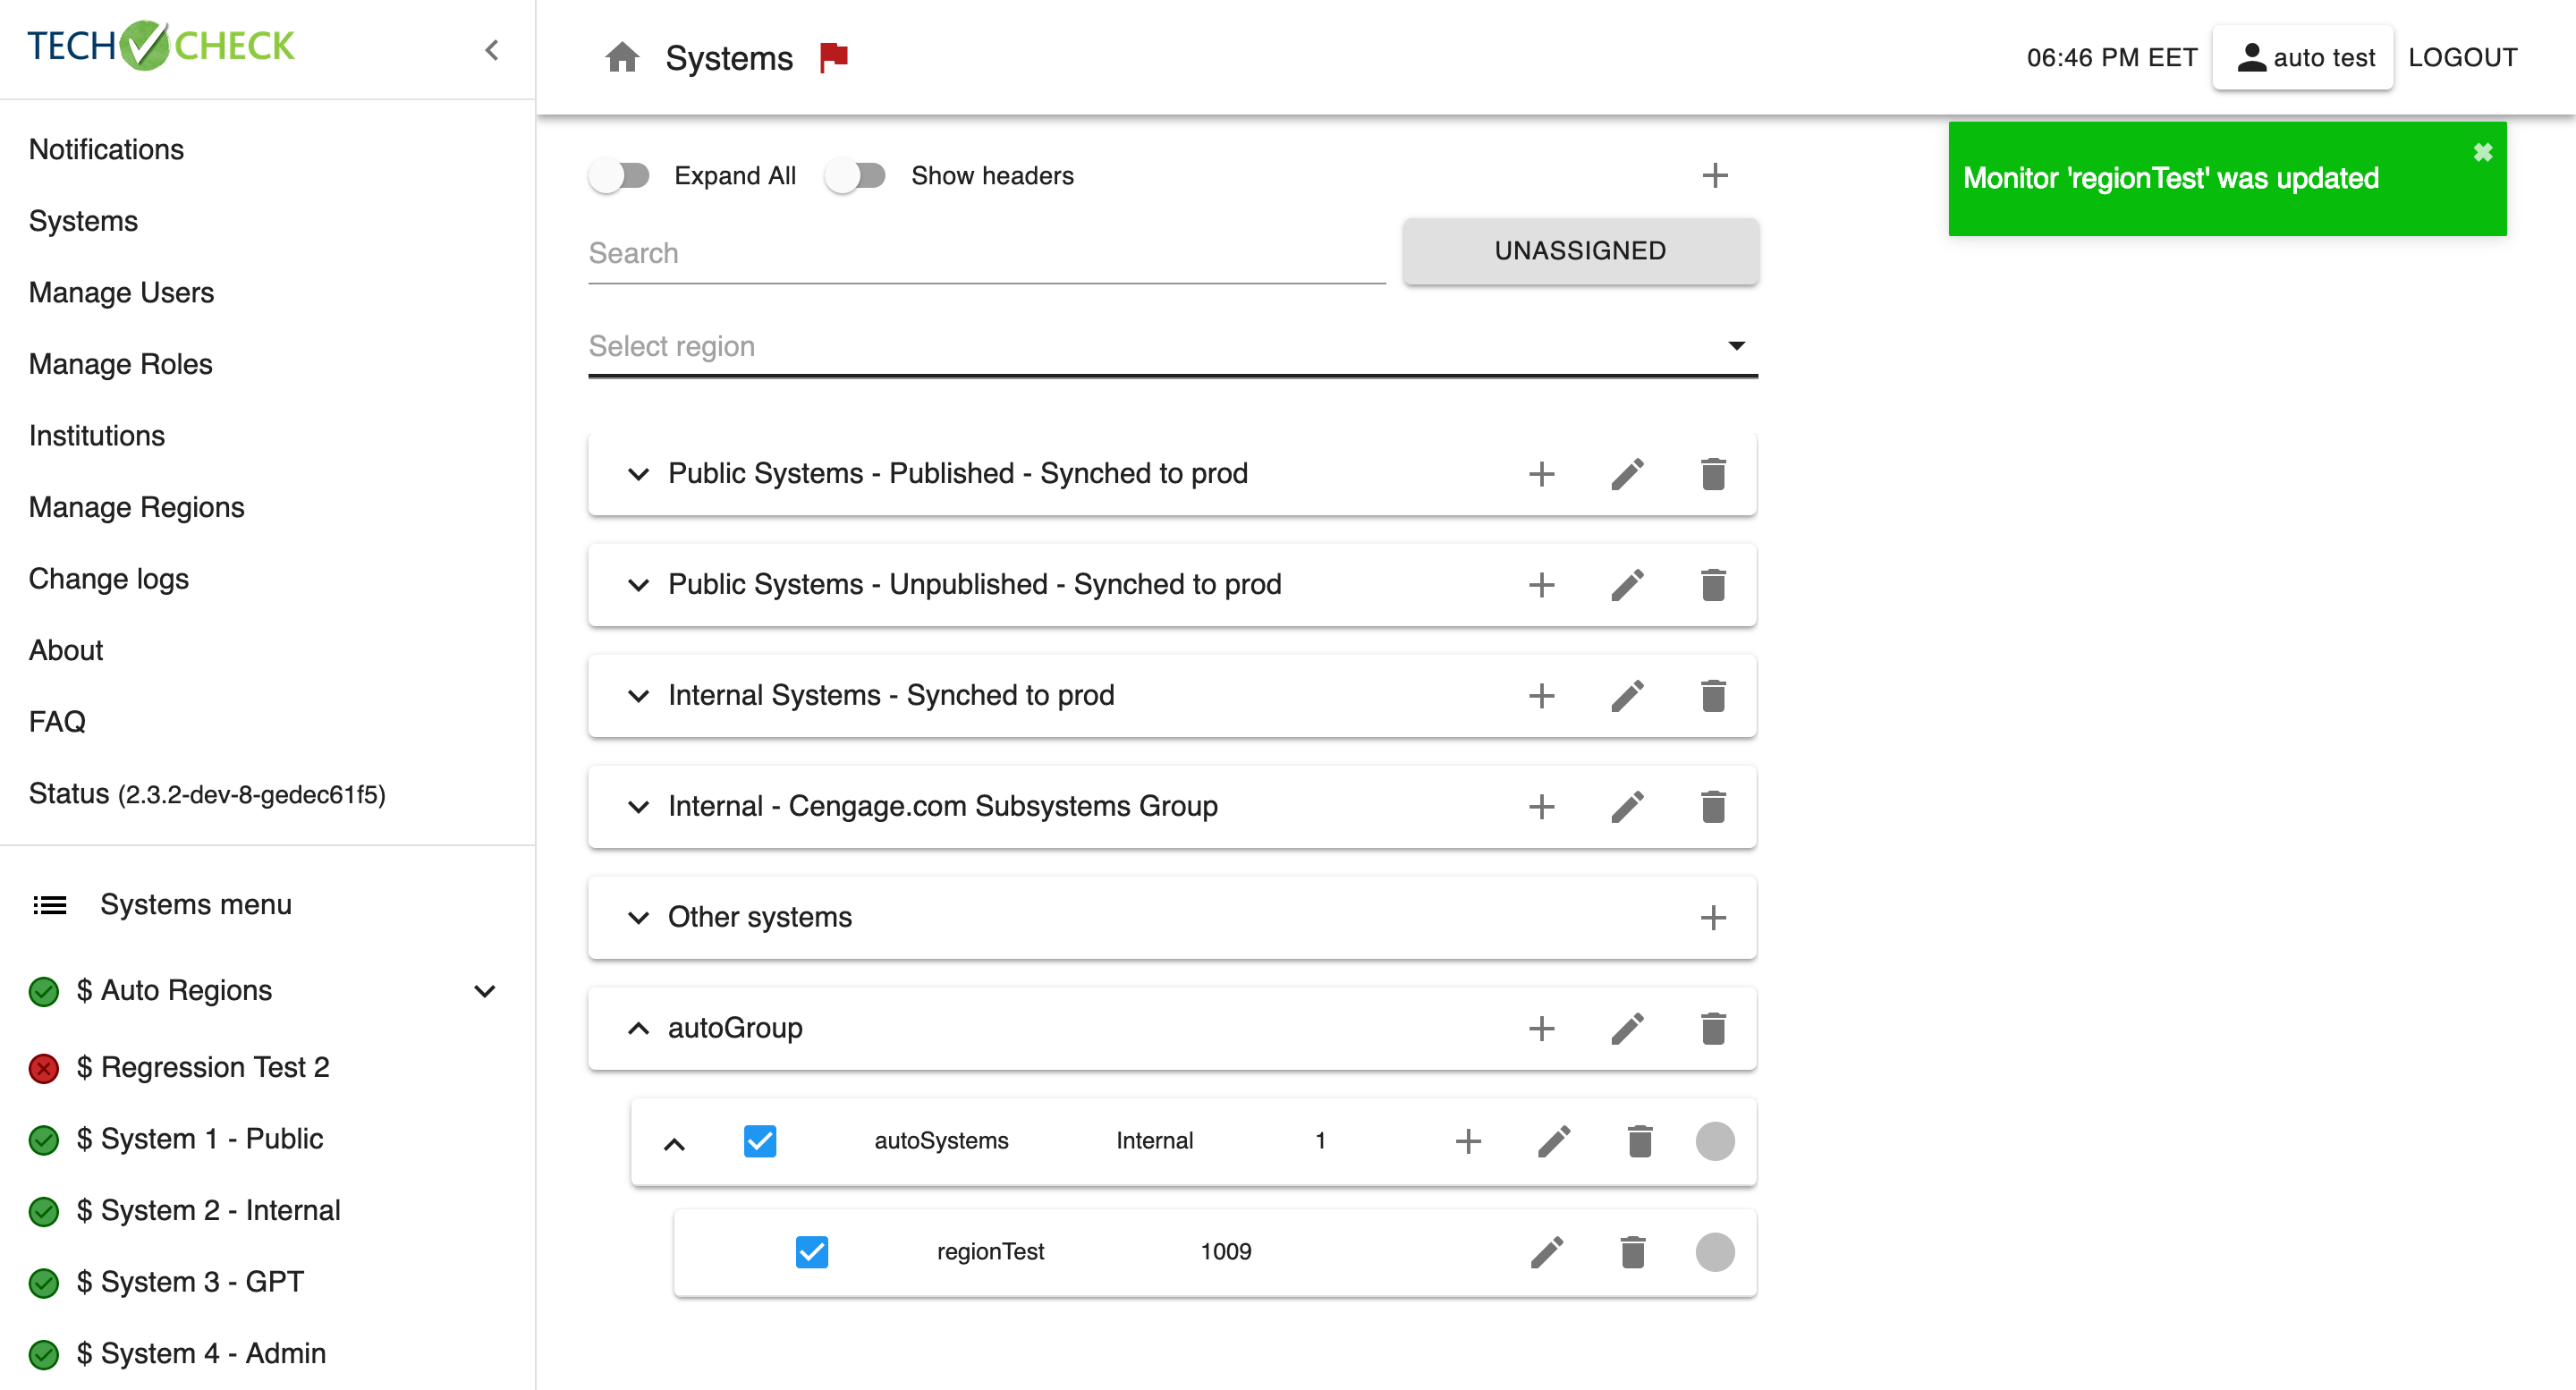 TECH CHECK
Notifications
Systems
Manage Users
Manage Roles
Institutions
Manage Regions
Change logs
About
FAQ
Status (2.3.2-dev-8-gedec61f5)
Systems menu
$ Auto Regions
$ Regression Test 2
$ System 1 - Public
$ System 2 - Internal
$ System 3 - GPT
$ System 4 - Admin
Systems
06:46 PM EET auto test LOGOUT
Monitor 'regionTest' was updated
Expand All Show headers
Search UNASSIGNED
Select region
Public Systems - Published - Synched to prod
Public Systems - Unpublished - Synched to prod
Internal Systems - Synched to prod
Internal - Cengage.com Subsystems Group
Other systems
autoGroup
autoSystems Internal 1
regionTest 1009